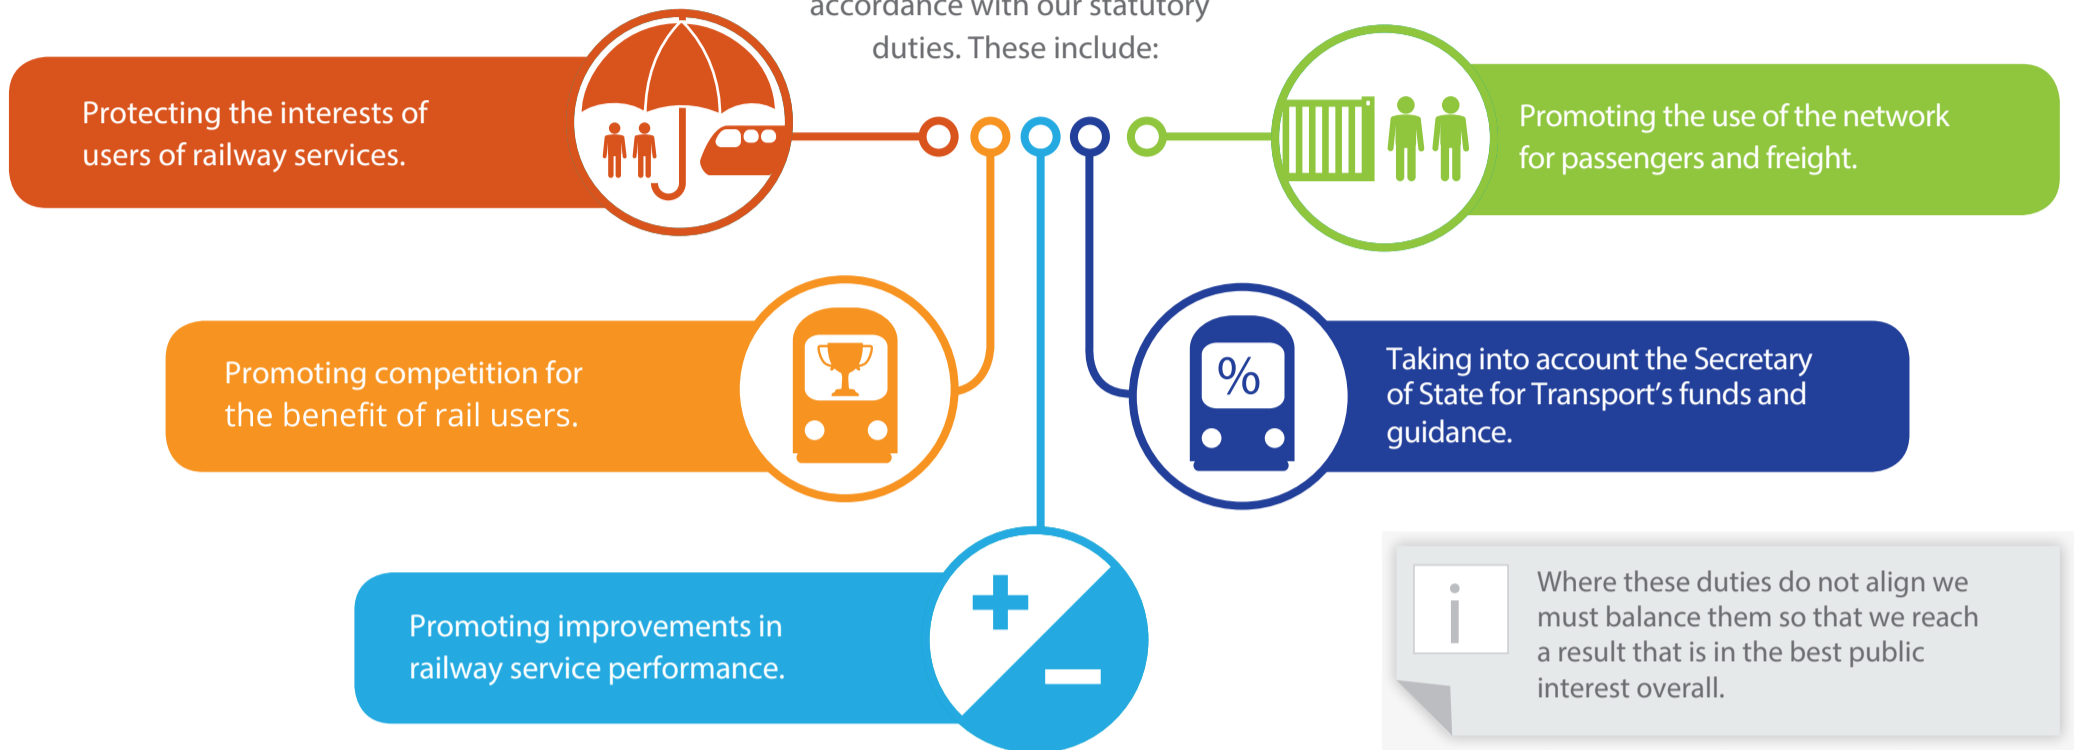 accordance with our statutory
duties. These include:
Protecting the interests of
users of railway services.
Promoting the use of the network
for passengers and freight.
Promoting competition for
the benefit of rail users.
%
Taking into account the Secretary
of State for Transport’s funds and
guidance.
Promoting improvements in
railway service performance.
+
−
i
Where these duties do not align we
must balance them so that we reach
a result that is in the best public
interest overall.